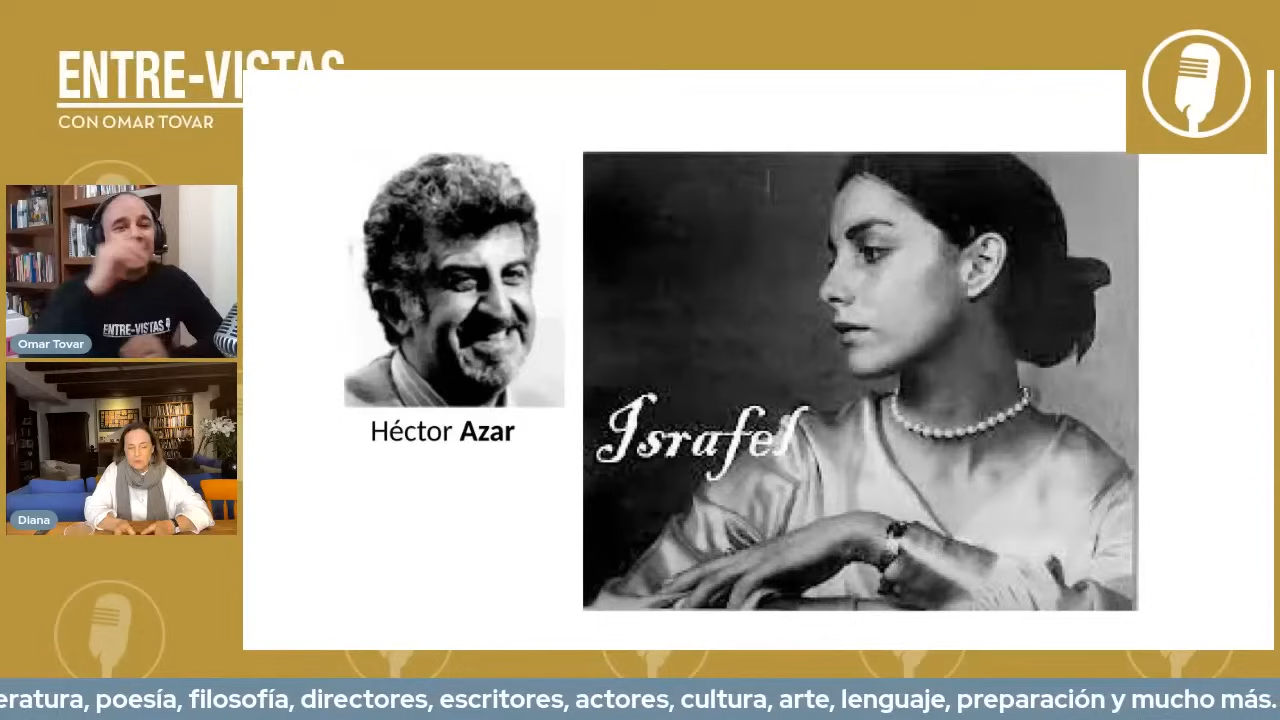 ENTRE-VISTAS
CON OMAR TOVAR
ENTRE-VISTAS
Omar Tovar
Diana
Héctor Azar
Israfel
eratura, poesía, filosofía, directores, escritores, actores, cultura, arte, lenguaje, preparación y mucho más.